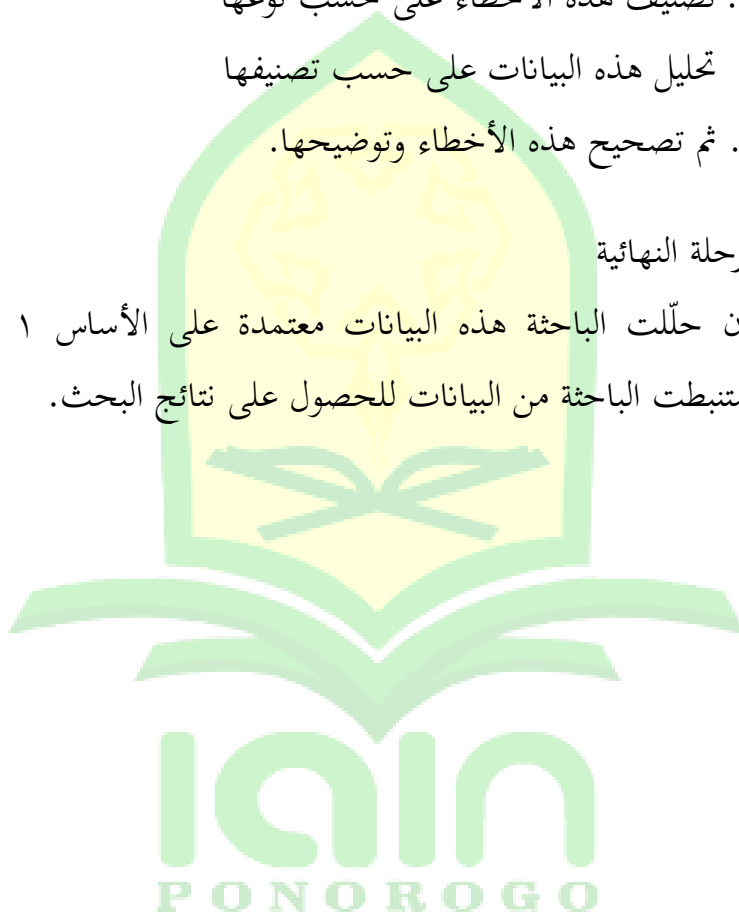 . تصنيف هذه الأخطاء على حسب نوعها
تحليل هذه البيانات على حسب تصنيفها
. ثم تصحيح هذه الأخطاء وتوضيحها.
رحلة النهائية
ن حلّلت الباحثة هذه البيانات معتمدة على الأساس ١
ستنبطت الباحثة من البيانات للحصول على نتائج البحث.
iain
PONOROGO